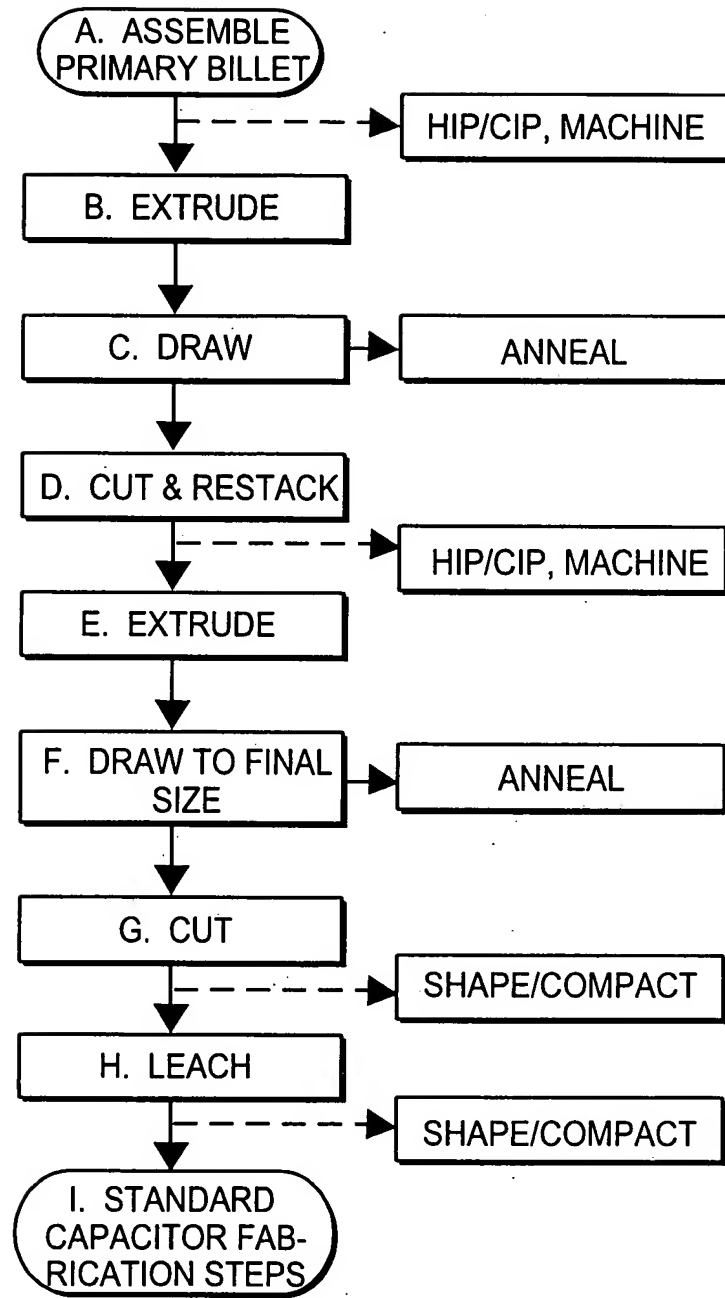 A. ASSEMBLE
PRIMARY BILLET
HIP/CIP, MACHINE
B. EXTRUDE
C. DRAW
ANNEAL
D. CUT & RESTACK
HIP/CIP, MACHINE
E. EXTRUDE
F. DRAW TO FINAL
SIZE
ANNEAL
G. CUT
SHAPE/COMPACT
H. LEACH
SHAPE/COMPACT
I. STANDARD
CAPACITOR FAB-
RICATION STEPS